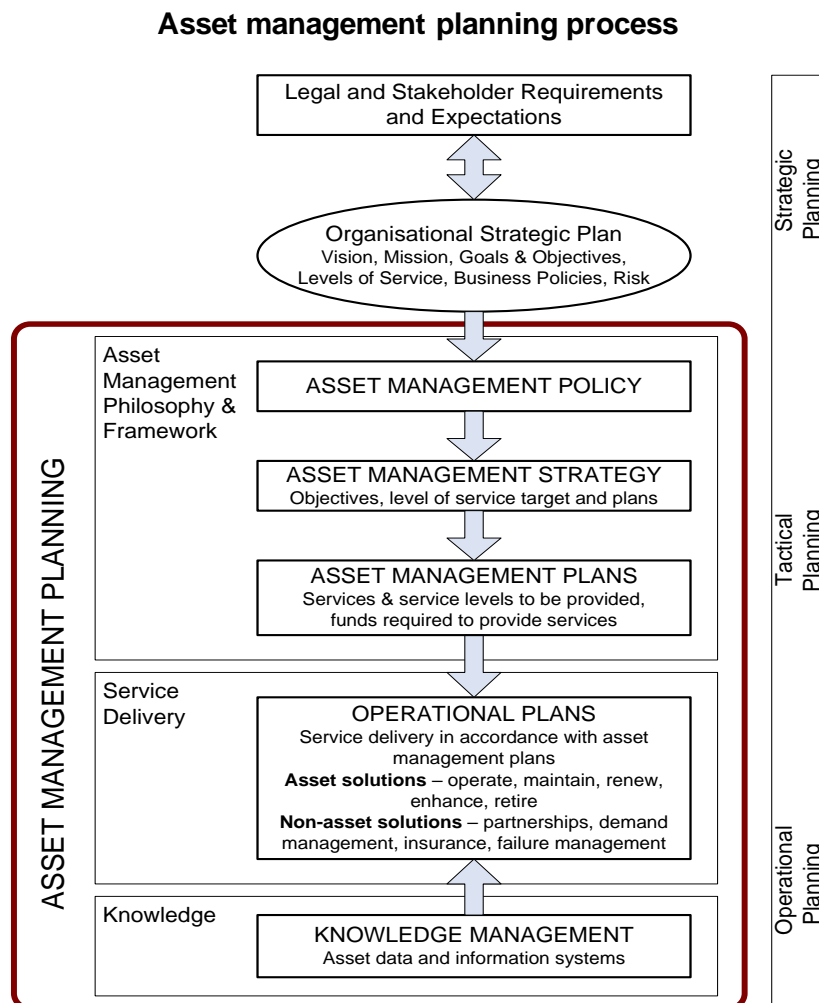 Asset management planning process
Legal and Stakeholder Requirements
and Expectations
Strategic
Planning
Organisational Strategic Plan
Vision, Mission, Goals & Objectives,
Levels of Service, Business Policies, Risk
ASSET MANAGEMENT PLANNING
Asset
Management
Philosophy &
Framework
ASSET MANAGEMENT POLICY
ASSET MANAGEMENT STRATEGY
Objectives, level of service target and plans
Tactical
Planning
ASSET MANAGEMENT PLANS
Services & service levels to be provided,
funds required to provide services
Service
Delivery
OPERATIONAL PLANS
Service delivery in accordance with asset
management plans
Asset solutions – operate, maintain, renew,
enhance, retire
Non-asset solutions – partnerships, demand
management, insurance, failure management
Operational
Planning
Knowledge
KNOWLEDGE MANAGEMENT
Asset data and information systems